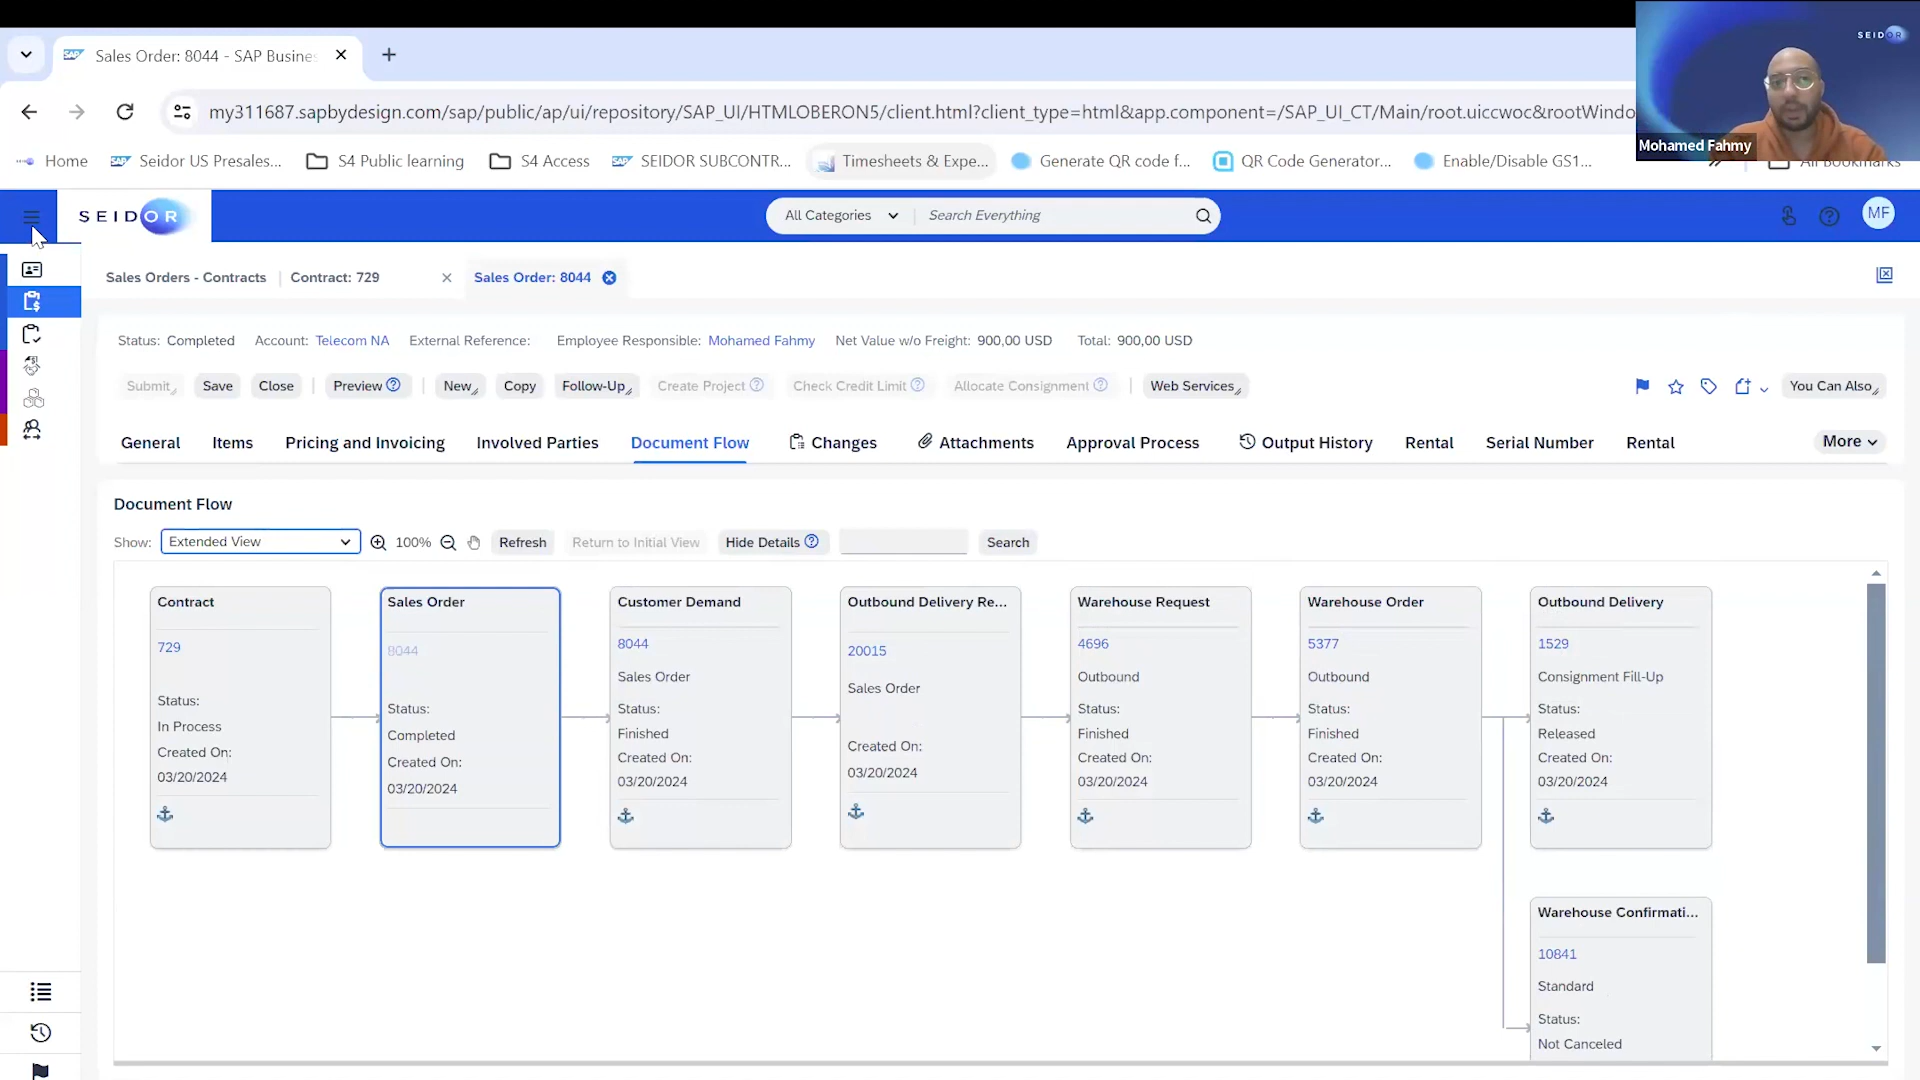 Sales Order: 8044 - SAP Busines
my311687.sapbydesign.com/sap/public/ap/ui/repository/SAP_UI/HTMLOBERON5/client.html?client_type=html&app.component=/SAP_UI_CT/Main/root.uiccwoc&rootWindo
SEIDOR
Mohamed Fahmy
Home
Seidor US Presales...
S4 Public learning
S4 Access
SEIDOR SUBCONTR...
Timesheets & Expe...
Generate QR code f...
QR Code Generator...
Enable/Disable GS1...
All Bookmarks
SEIDOR
All Categories
Search Everything
MF
Sales Orders - Contracts
Contract: 729
Sales Order: 8044
Status: Completed Account: Telecom NA External Reference: Employee Responsible: Mohamed Fahmy Net Value w/o Freight: 900,00 USD Total: 900,00 USD
Submit Save Close Preview New Copy Follow-Up Create Project Check Credit Limit Allocate Consignment Web Services You Can Also
General Items Pricing and Invoicing Involved Parties Document Flow Changes Attachments Approval Process Output History Rental Serial Number Rental More
Document Flow
Show: Extended View 100% Refresh Return to Initial View Hide Details Search
Contract
729
Status:
In Process
Created On:
03/20/2024
Sales Order
8044
Status:
Completed
Created On:
03/20/2024
Customer Demand
8044
Sales Order
Status:
Finished
Created On:
03/20/2024
Outbound Delivery Re...
20015
Sales Order
Created On:
03/20/2024
Warehouse Request
4696
Outbound
Status:
Finished
Created On:
03/20/2024
Warehouse Order
5377
Outbound
Status:
Finished
Created On:
03/20/2024
Outbound Delivery
1529
Consignment Fill-Up
Status:
Released
Created On:
03/20/2024
Warehouse Confirmati...
10841
Standard
Status:
Not Canceled